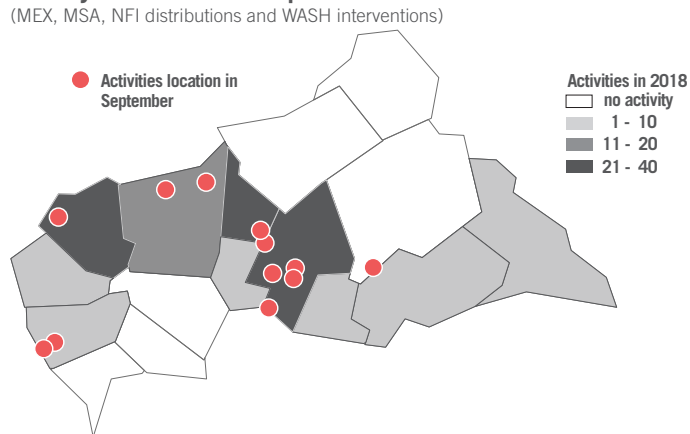 (MEX, MSA, NFI distributions and WASH interventions)
Activities location in
September
Activities in 2018
no activity
1 - 10
11 - 20
21 - 40